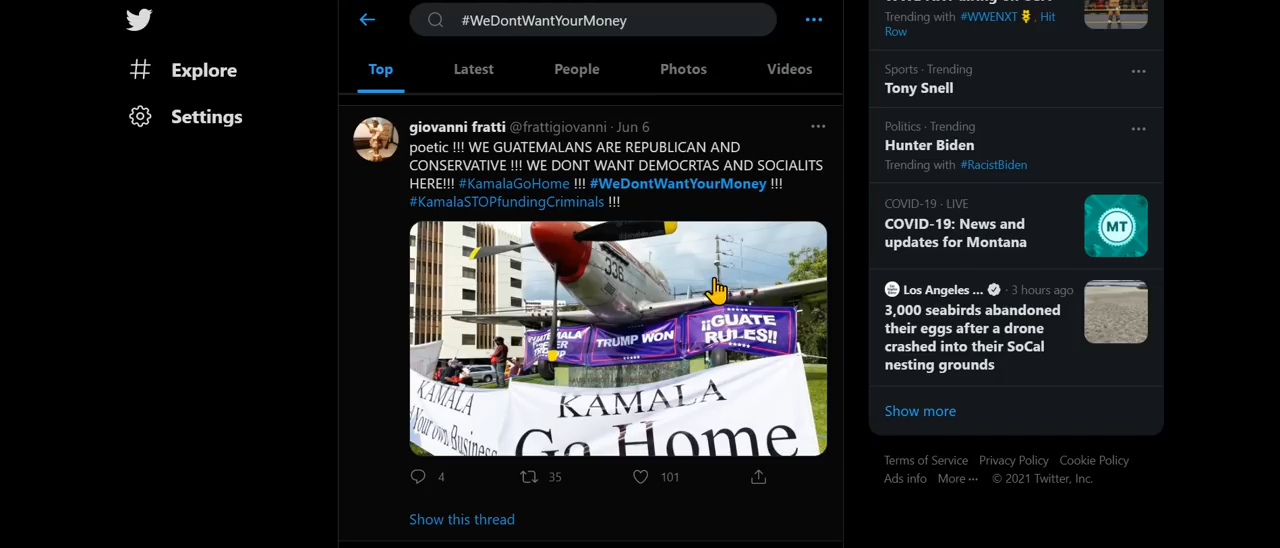 #WeDontWantYourMoney
Explore
Settings
Top
Latest
People
Photos
Videos
giovanni fratti @frattigiovanni · Jun 6
poetic !!! WE GUATEMALANS ARE REPUBLICAN AND
CONSERVATIVE !!! WE DONT WANT DEMOCRTAS AND SOCIALITS
HERE!!! #KamalaGoHome !!! #WeDontWantYourMoney !!!
#KamalaSTOPfundingCriminals !!!
336
TRUMP WON
¡¡GUATE
RULES!!
KAMALA
Your own Business
KAMALA
Go Home
4
35
101
Show this thread
Trending with #WWENXT, Hit
Row
Sports · Trending
Tony Snell
Politics · Trending
Hunter Biden
Trending with #RacistBiden
COVID-19 · LIVE
COVID-19: News and
updates for Montana
MT
Los Angeles ... · 3 hours ago
3,000 seabirds abandoned
their eggs after a drone
crashed into their SoCal
nesting grounds
Show more
Terms of Service Privacy Policy Cookie Policy
Ads info More ··· © 2021 Twitter, Inc.